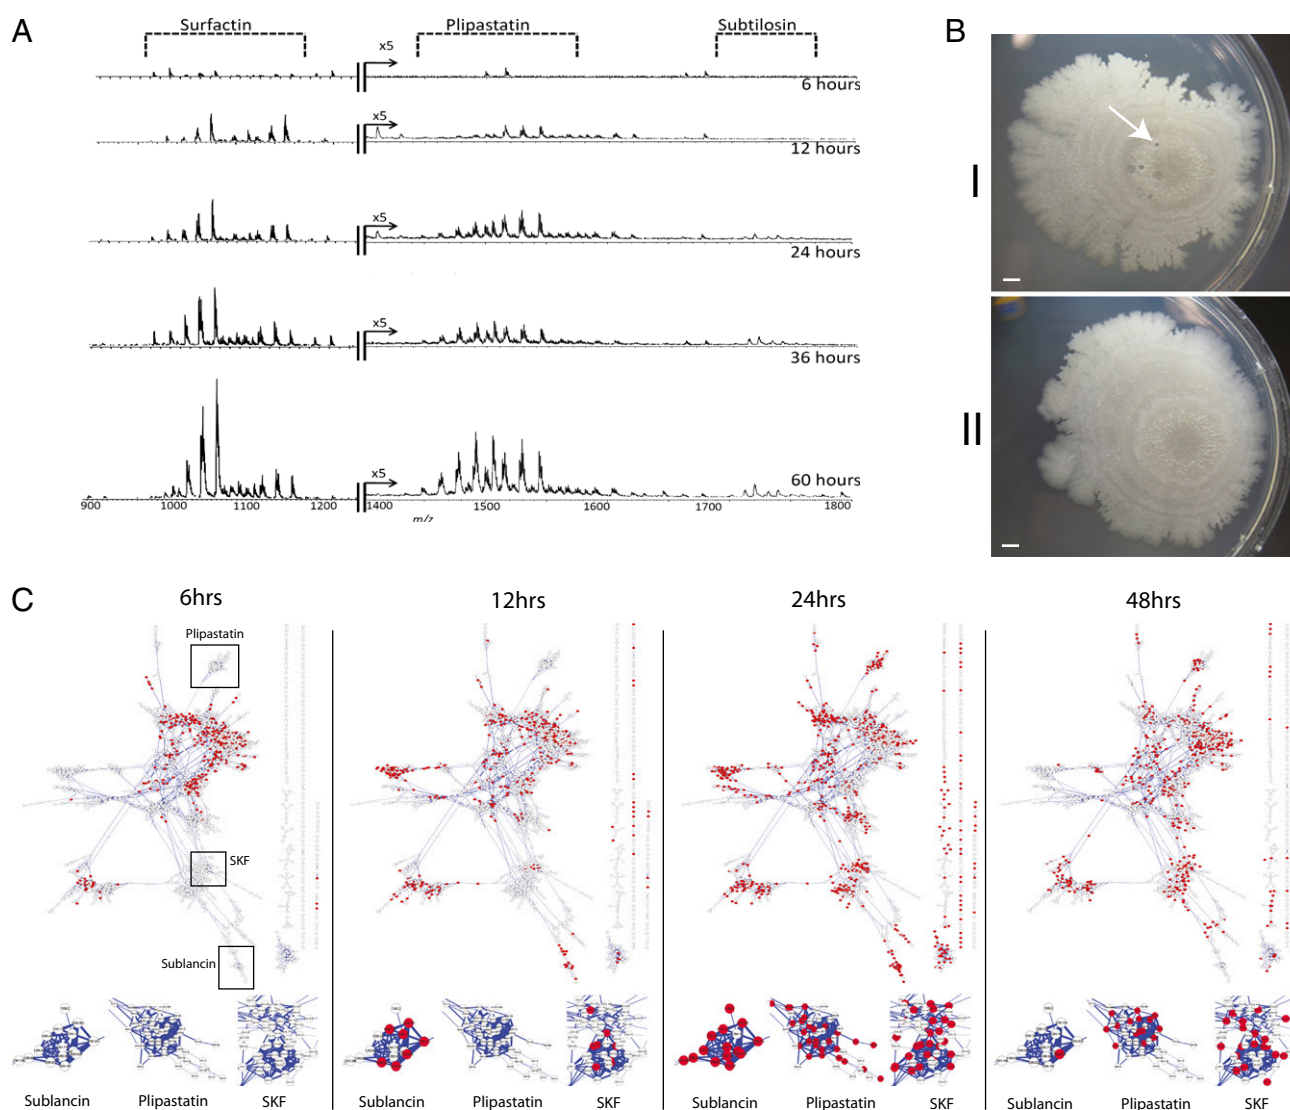 A
Surfactin
Plipastatin
Subtilosin
x5
6 hours
x5
12 hours
x5
24 hours
x5
36 hours
x5
60 hours
900 1000 1100 1200 1400 1500 1600 1700 1800
m/z
B
I
II
C
6hrs 12hrs 24hrs 48hrs
Plipastatin
SKF
Sublancin
Sublancin Plipastatin SKF Sublancin Plipastatin SKF Sublancin Plipastatin SKF Sublancin Plipastatin SKF